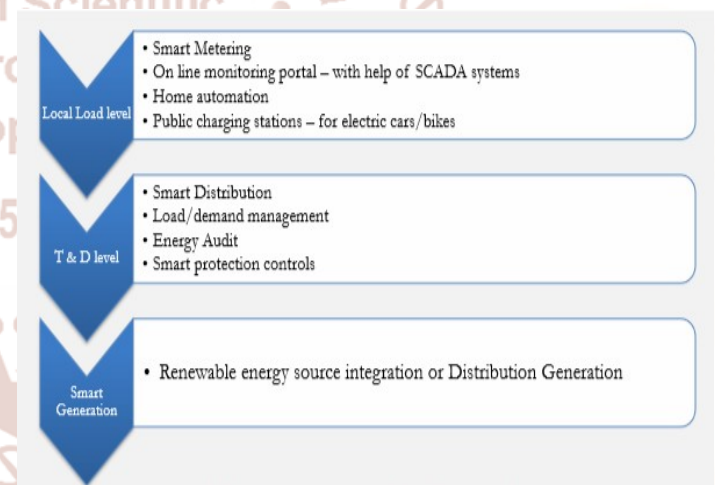 Scientific
Local Load level
• Smart Metering
• On line monitoring portal – with help of SCADA systems
• Home automation
• Public charging stations – for electric cars/bikes
T & D level
• Smart Distribution
• Load/demand management
• Energy Audit
• Smart protection controls
Smart
Generation
• Renewable energy source integration or Distribution Generation